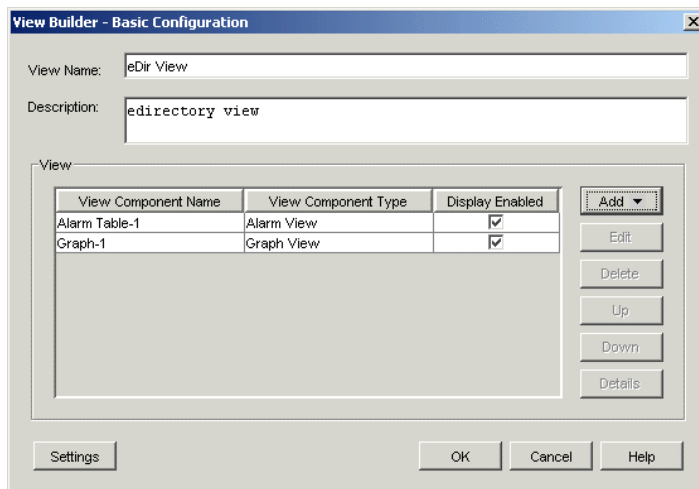 View Builder - Basic Configuration
View Name: eDir View
Description: edirectory view
View
View Component Name View Component Type Display Enabled
Alarm Table-1 Alarm View
Graph-1 Graph View
Add
Edit
Delete
Up
Down
Details
Settings OK Cancel Help